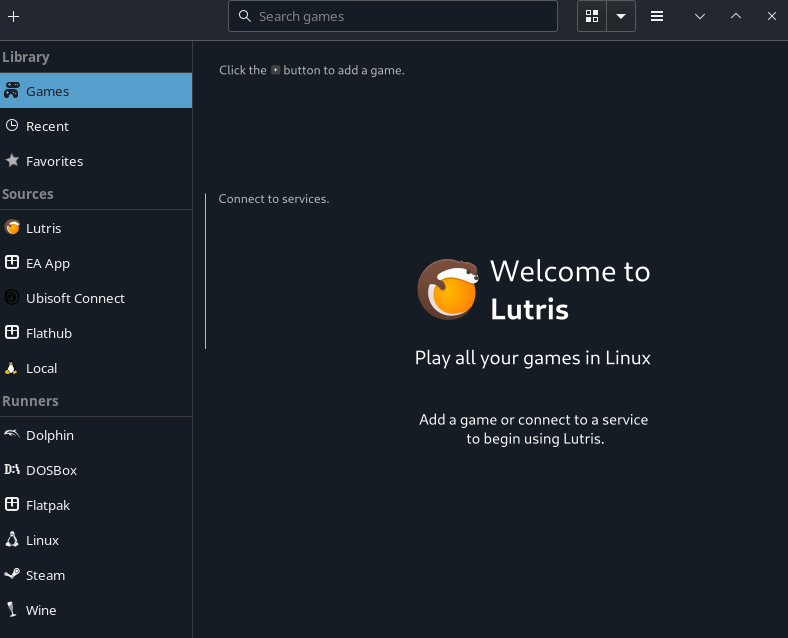 Search games
Library
Games
Recent
Favorites
Sources
Lutris
EA App
Ubisoft Connect
Flathub
Local
Runners
Dolphin
D:\
DOSBox
Flatpak
Linux
Steam
Wine
Click the + button to add a game.
Connect to services.
Welcome to
Lutris
Play all your games in Linux
Add a game or connect to a service
to begin using Lutris.